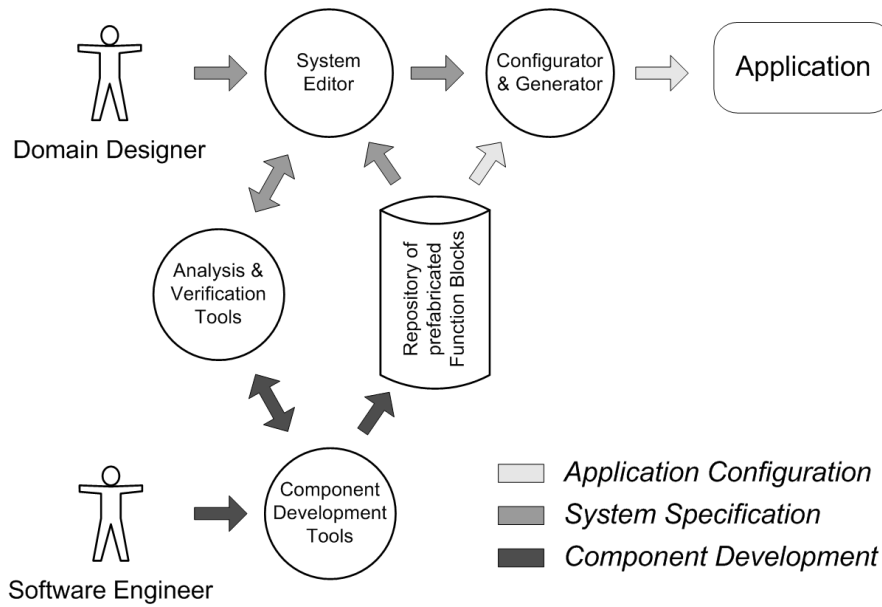 System
Editor
Configurator
& Generator
Application
Domain Designer
Analysis &
Verification
Tools
Repository of
prefabricated
Function Blocks
Component
Development
Tools
Software Engineer
Application Configuration
System Specification
Component Development